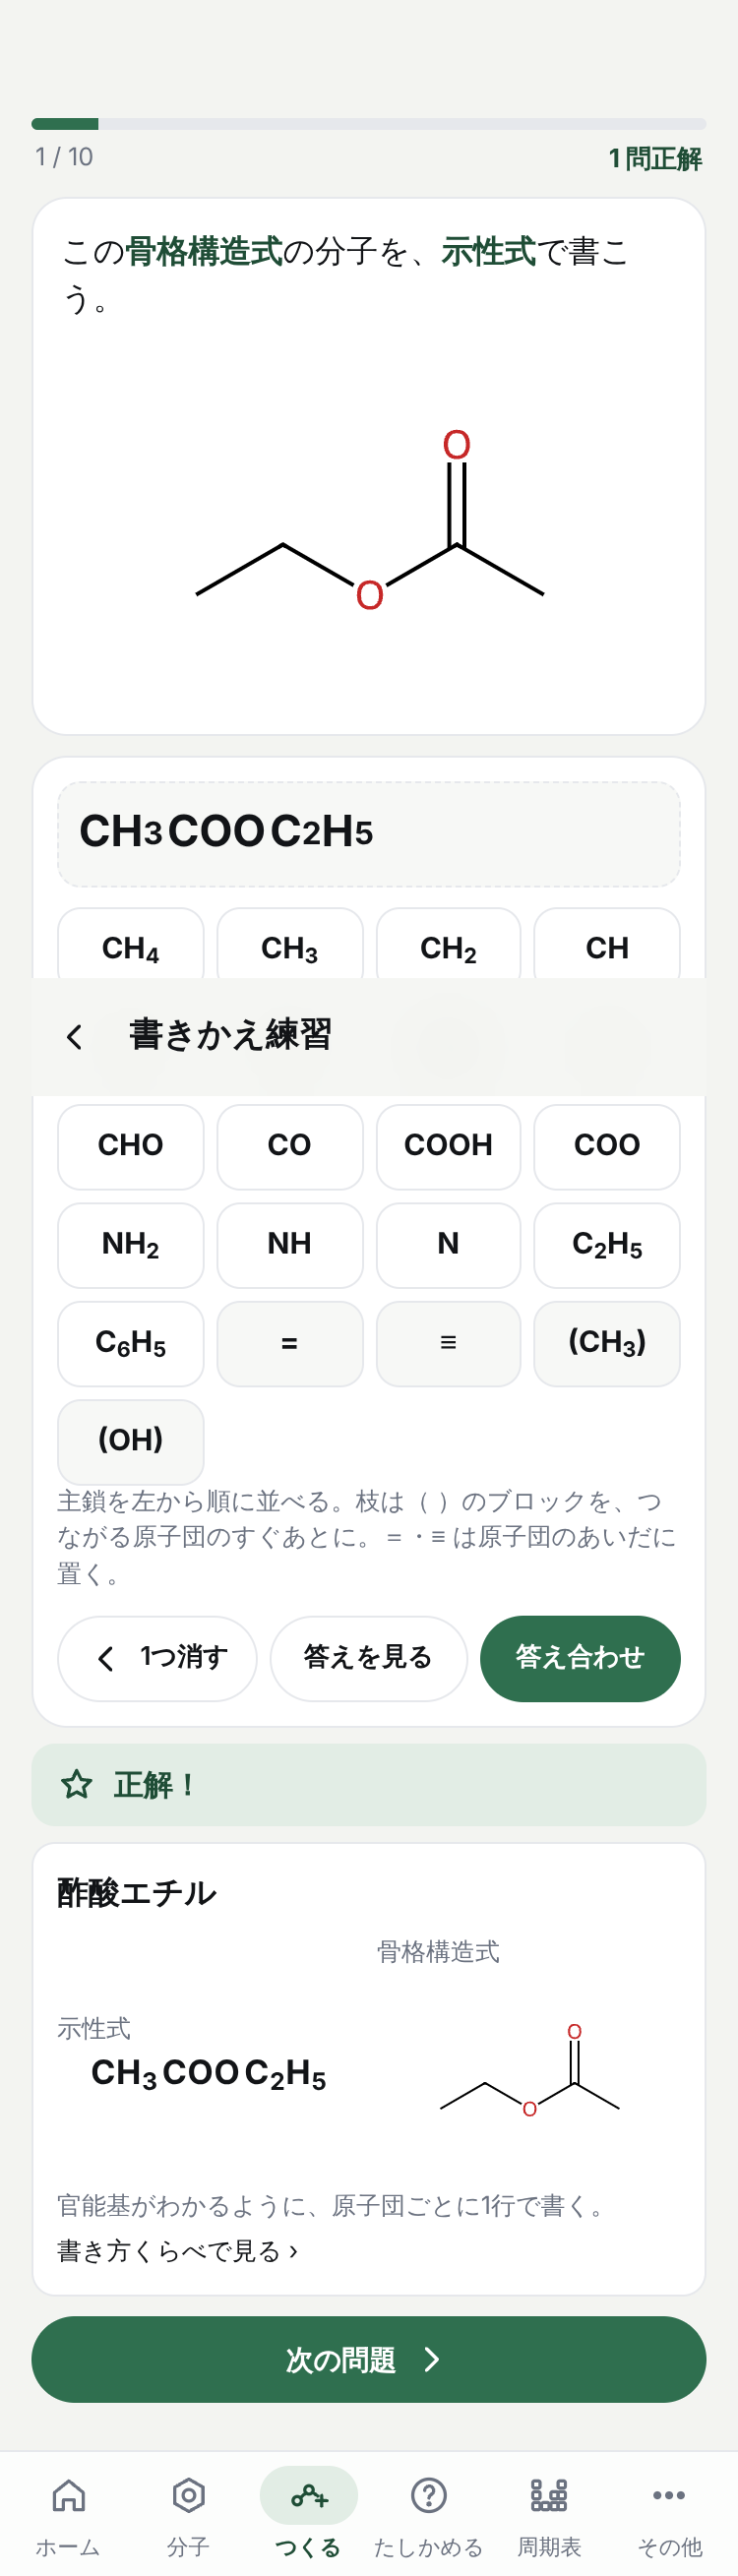 1 / 10
1問正解
この骨格構造式の分子を、示性式で書こ
う。
O
O
CH3 COO C2H5
CH4 CH3 CH2 CH
書きかえ練習
CHO CO COOH COO
NH2 NH N C2H5
C6H5 = ≡ (CH3)
(OH)
主鎖を左から順に並べる。枝は（ ）のブロックを、つ
ながる原子団のすぐあとに。＝・≡ は原子団のあいだに
置く。
1つ消す 答えを見る 答え合わせ
正解！
酢酸エチル
骨格構造式
示性式
CH3 COO C2H5
O
O
官能基がわかるように、原子団ごとに1行で書く。
書き方くらべで見る ›
次の問題
ホーム 分子 つくる たしかめる 周期表 その他